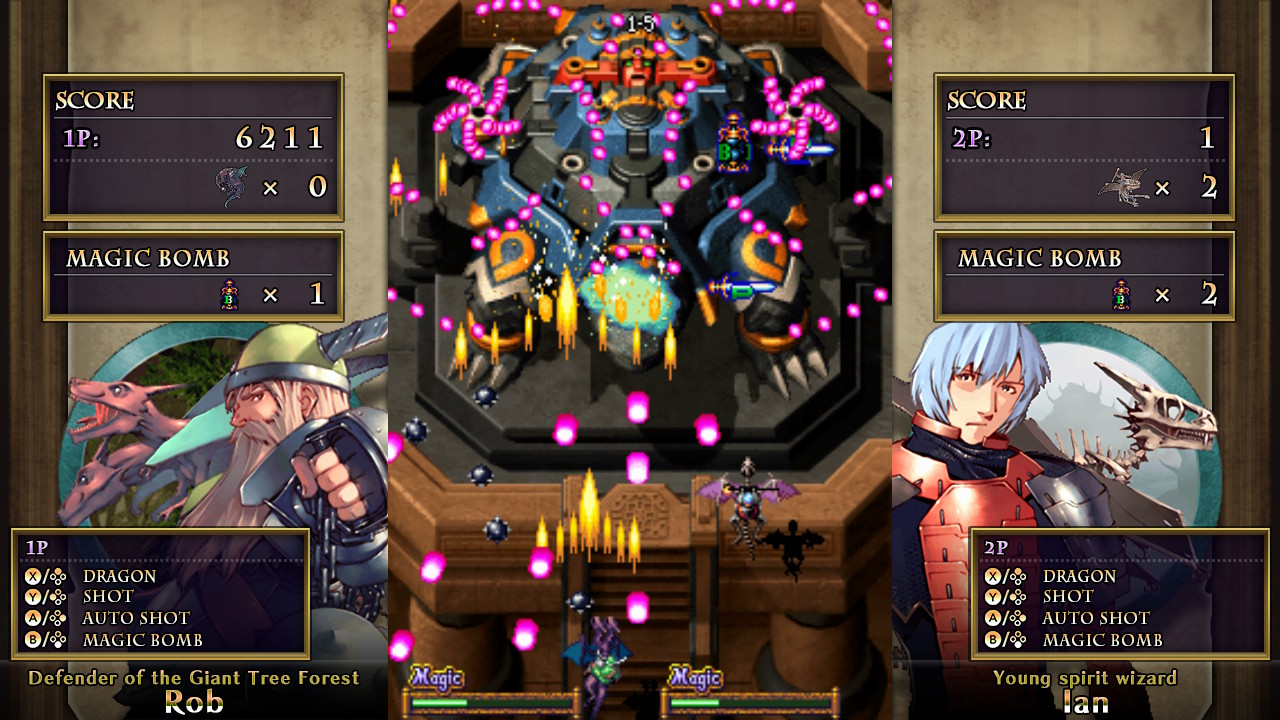 SCORE
1P: 6211
× 0
MAGIC BOMB
B × 1
1P
X/ DRAGON
Y/ SHOT
A/ AUTO SHOT
B/ MAGIC BOMB
Defender of the Giant Tree Forest
Rob
1-5
B
Magic
Magic
SCORE
2P: 1
× 2
MAGIC BOMB
B × 2
2P
X/ DRAGON
Y/ SHOT
A/ AUTO SHOT
B/ MAGIC BOMB
Young spirit wizard
Ian